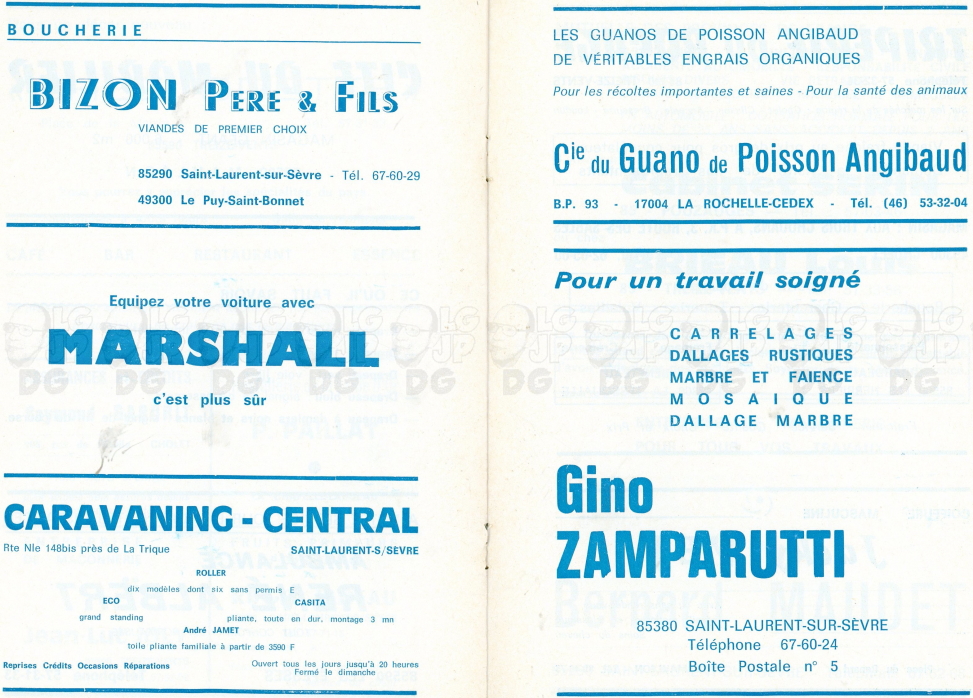 BOUCHERIE
BIZON PERE & FILS
VIANDES DE PREMIER CHOIX
85290 Saint-Laurent-sur-Sèvre - Tél. 67-60-29
49300 Le Puy-Saint-Bonnet
Equipez votre voiture avec
MARSHALL
c'est plus sûr
CARAVANING - CENTRAL
Rte Nle 148bis près de La Trique SAINT-LAURENT-S/SEVRE
ROLLER
dix modèles dont six sans permis E
ECO CASITA
grand standing pliante, toute en dur, montage 3 mn
André JAMET
toile pliante familiale à partir de 3590 F
Reprises Crédits Occasions Réparations Ouvert tous les jours jusqu'à 20 heures
Fermé le dimanche
LES GUANOS DE POISSON ANGIBAUD
DE VÉRITABLES ENGRAIS ORGANIQUES
Pour les récoltes importantes et saines - Pour la santé des animaux
Cie du Guano de Poisson Angibaud
B.P. 93 - 17004 LA ROCHELLE-CEDEX - Tél. (46) 53-32-04
Pour un travail soigné
CARRELAGES
DALLAGES RUSTIQUES
MARBRE ET FAIENCE
MOSAIQUE
DALLAGE MARBRE
Gino
ZAMPARUTTI
85380 SAINT-LAURENT-SUR-SÈVRE
Téléphone 67-60-24
Boîte Postale n° 5